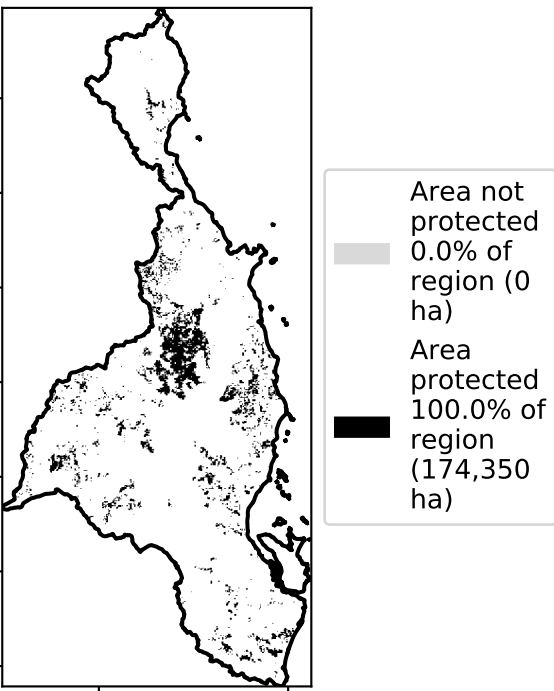 Area not
protected
0.0% of
region (0
ha)
Area
protected
100.0% of
region
(174,350
ha)